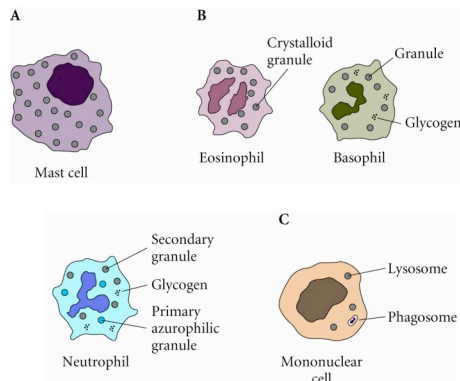 A
Mast cell
B
Crystalloid
granule
Eosinophil
Granule
Glycogen
Basophil
Secondary
granule
Glycogen
Primary
azurophilic
granule
Neutrophil
C
Lysosome
Phagosome
Mononuclear
cell